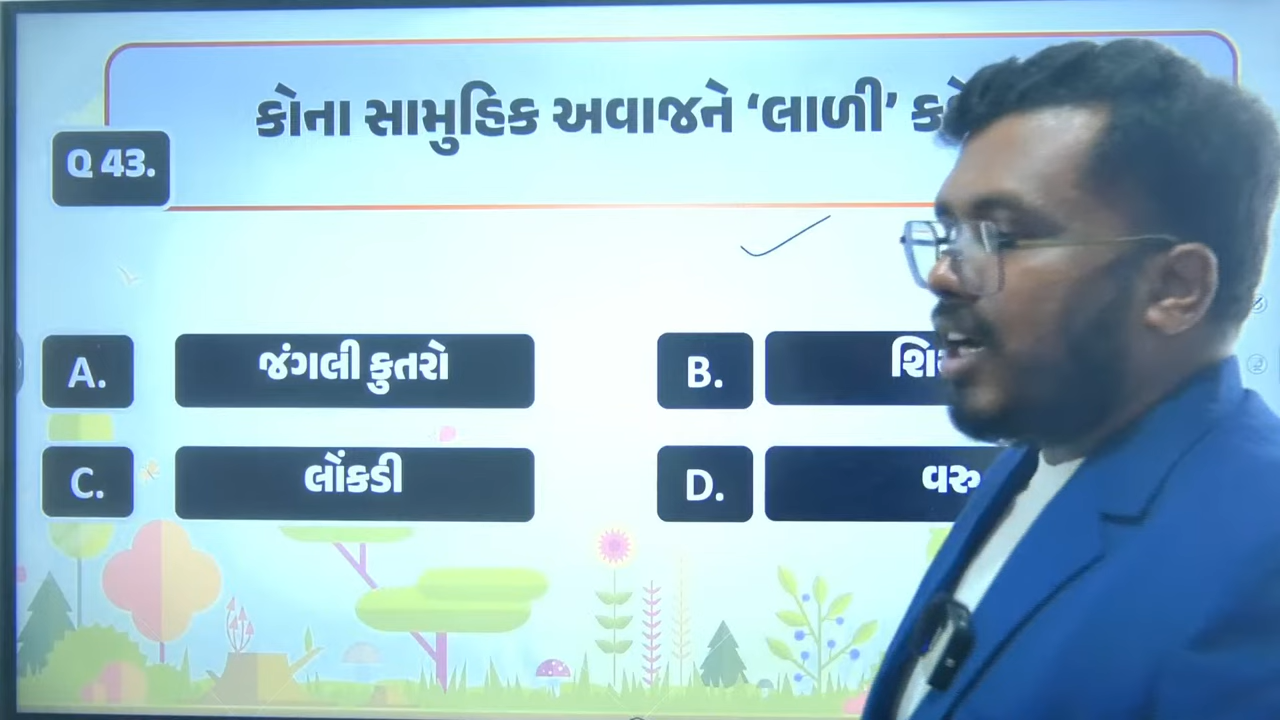 કોના સામુહિક અવાજને ‘લાળી’
Q 43.
A.
જંગલી કુતરો
B.
C.
લોંકડી
D.
વરુ